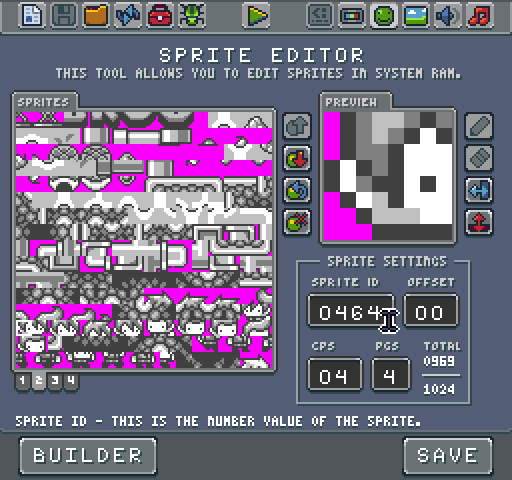 SPRITE EDITOR
THIS TOOL ALLOWS YOU TO EDIT SPRITES IN SYSTEM RAM.
SPRITES
PREVIEW
SPRITE SETTINGS
SPRITE ID OFFSET
0464 00
CPS PGS TOTAL
0969
04 4
1024
1 2 3 4
SPRITE ID - THIS IS THE NUMBER VALUE OF THE SPRITE.
BUILDER SAVE